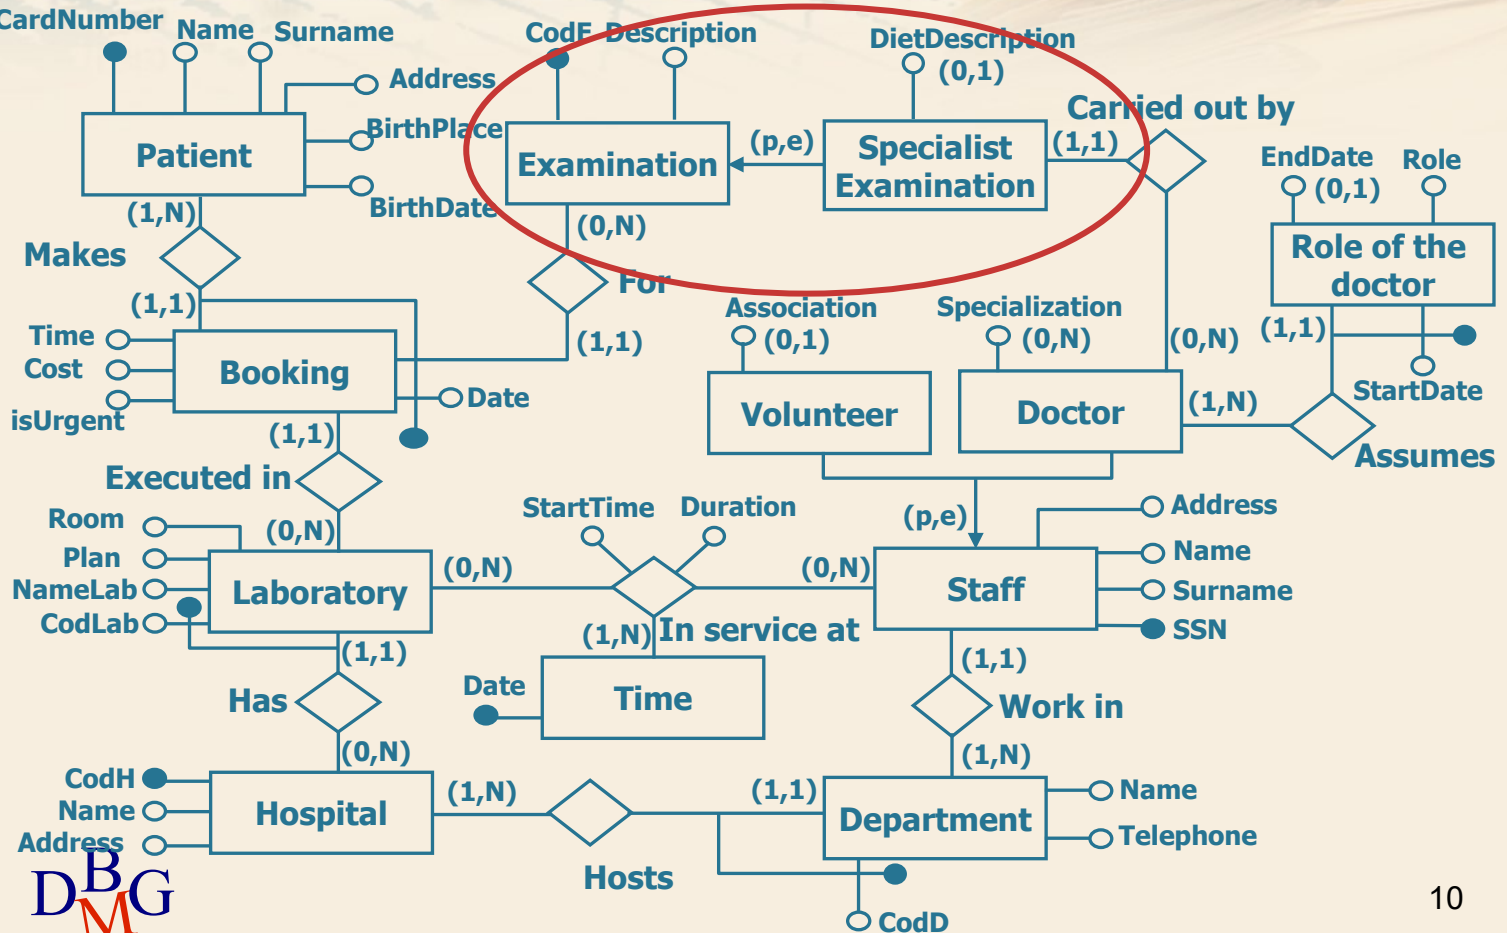 CardNumber
Name
Surname
CodE
Description
DietDescription
(0,1)
Address
Carried out by
BirthPlace
Patient
Examination
(p,e)
Specialist
Examination
(1,1)
EndDate
(0,1)
Role
BirthDate
(1,N)
(0,N)
Makes
For
Role of the
doctor
(1,1)
Association
(0,1)
Specialization
(0,N)
(1,1)
Time
Cost
isUrgent
Booking
(1,1)
(0,N)
Date
Volunteer
Doctor
(1,N)
StartDate
(1,1)
Executed in
Assumes
Room
Plan
NameLab
CodLab
(0,N)
StartTime
Duration
(p,e)
Address
Name
Surname
SSN
Laboratory
(0,N)
(0,N)
Staff
(1,N)
In service at
(1,1)
(1,1)
Has
Date
Time
Work in
(0,N)
(1,N)
CodH
Name
Address
Hospital
(1,N)
(1,1)
Department
Name
Telephone
Hosts
CodD
DBMG
10